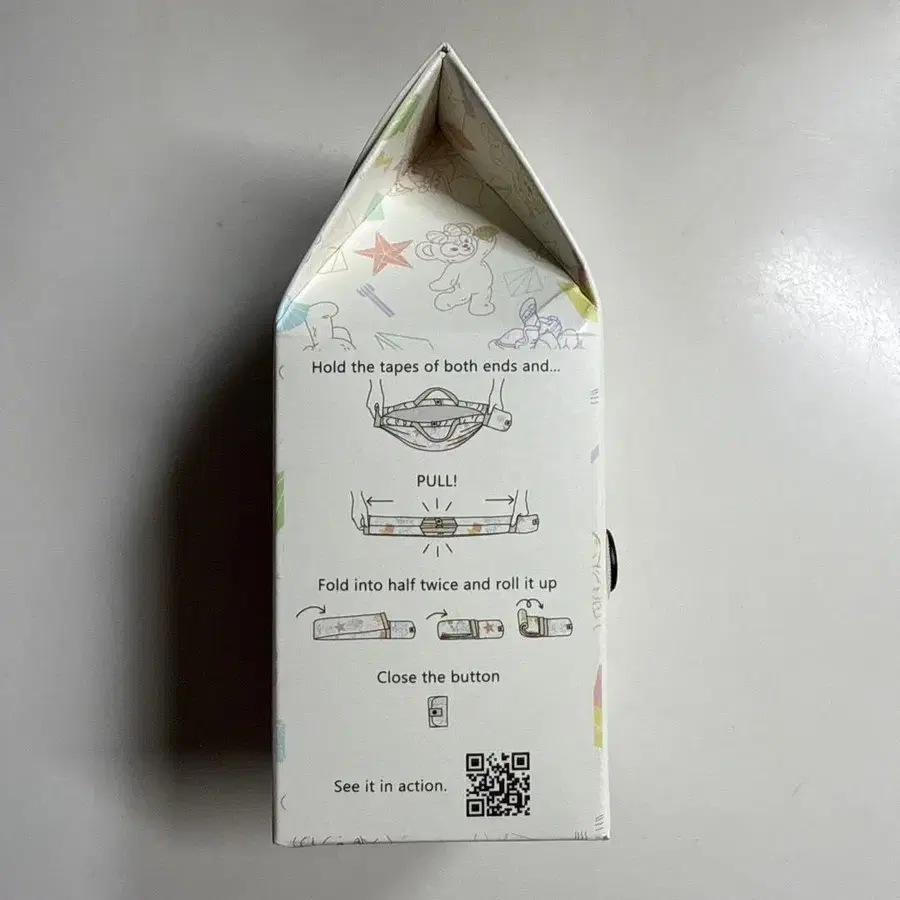 Hold the tapes of both ends and...
PULL!
Fold into half twice and roll it up
Close the button
See it in action.